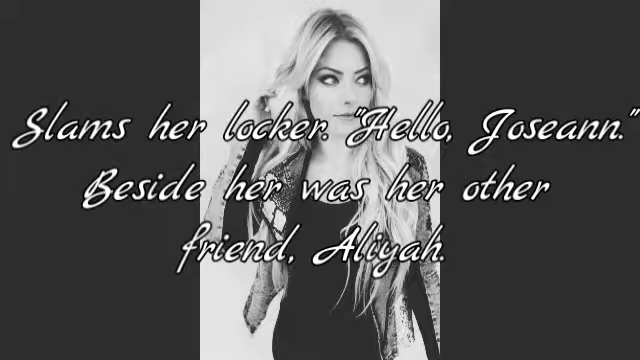 Slams her locker. "Hello, Joseann."
Beside her was her other
friend, Aliyah.